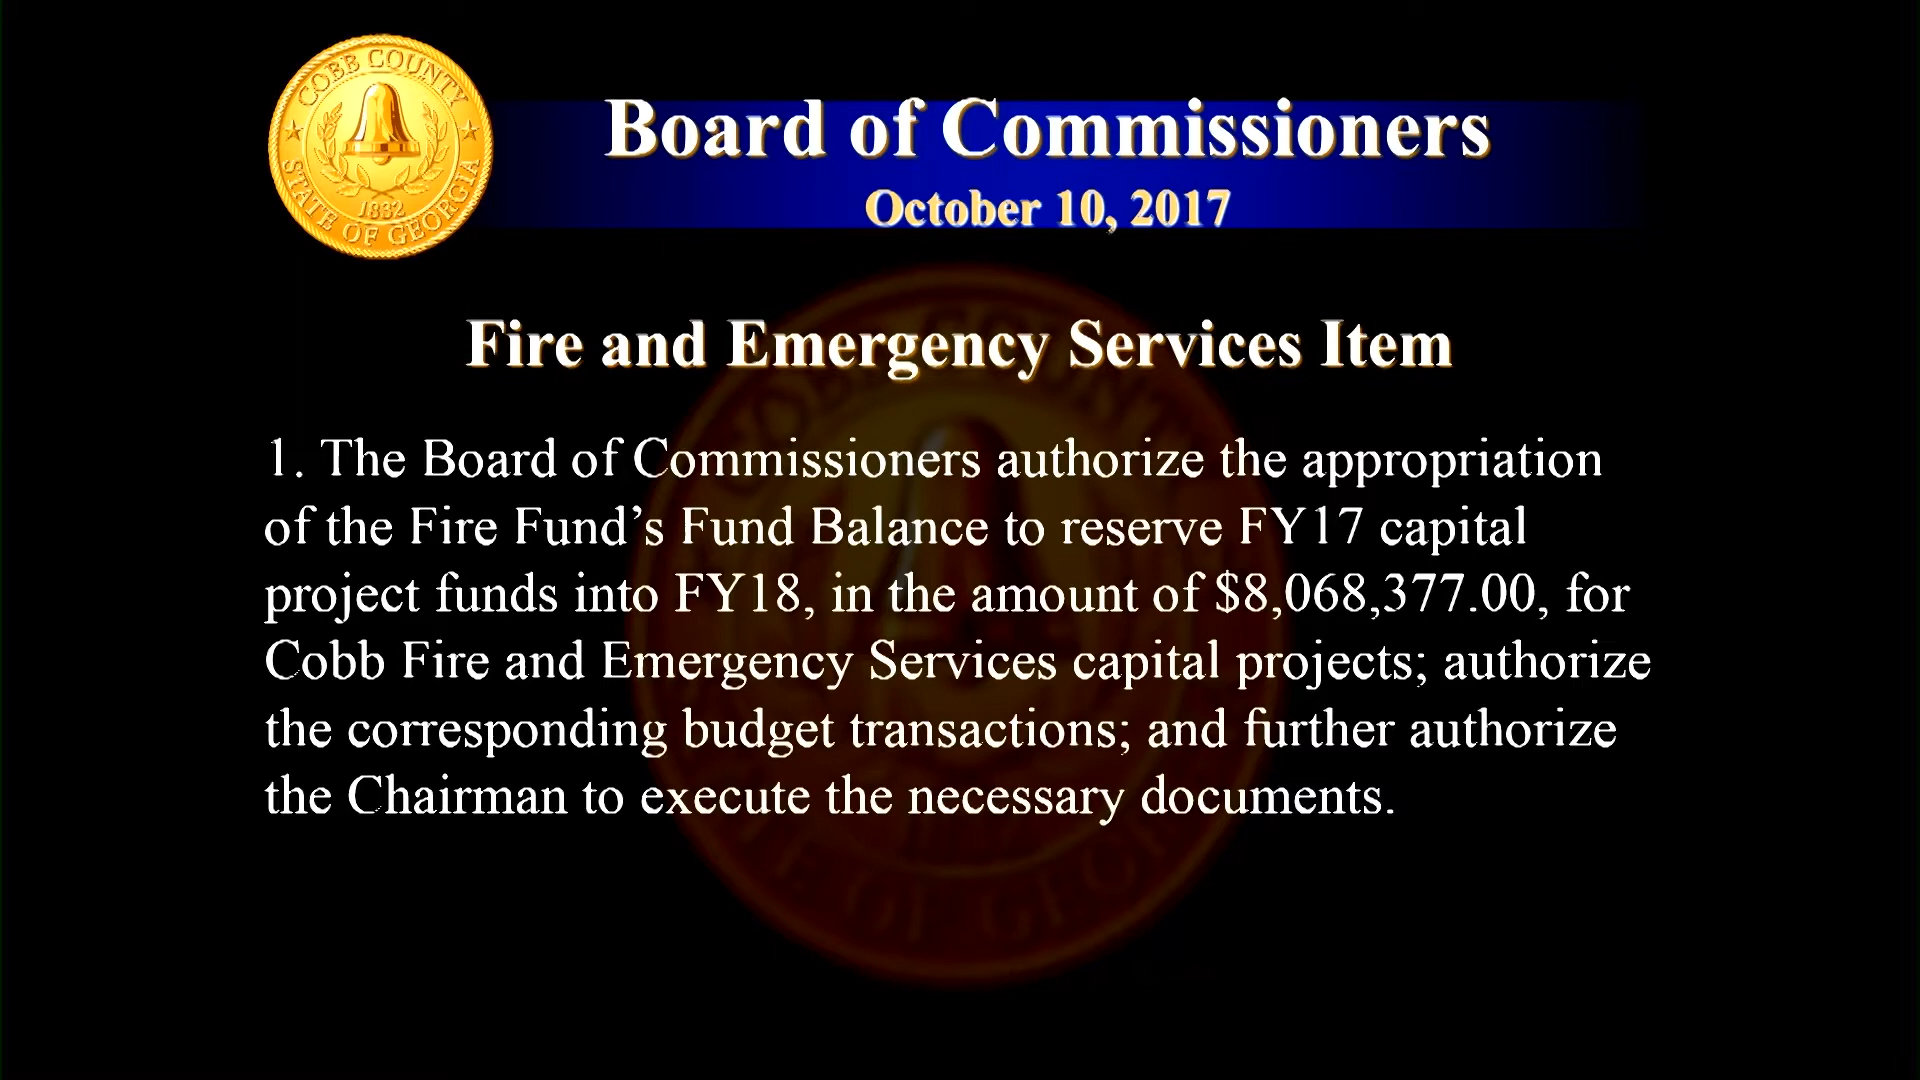 COBB COUNTY
STATE OF GEORGIA
1832
Board of Commissioners
October 10, 2017
Fire and Emergency Services Item
1. The Board of Commissioners authorize the appropriation
of the Fire Fund’s Fund Balance to reserve FY17 capital
project funds into FY18, in the amount of $8,068,377.00, for
Cobb Fire and Emergency Services capital projects; authorize
the corresponding budget transactions; and further authorize
the Chairman to execute the necessary documents.